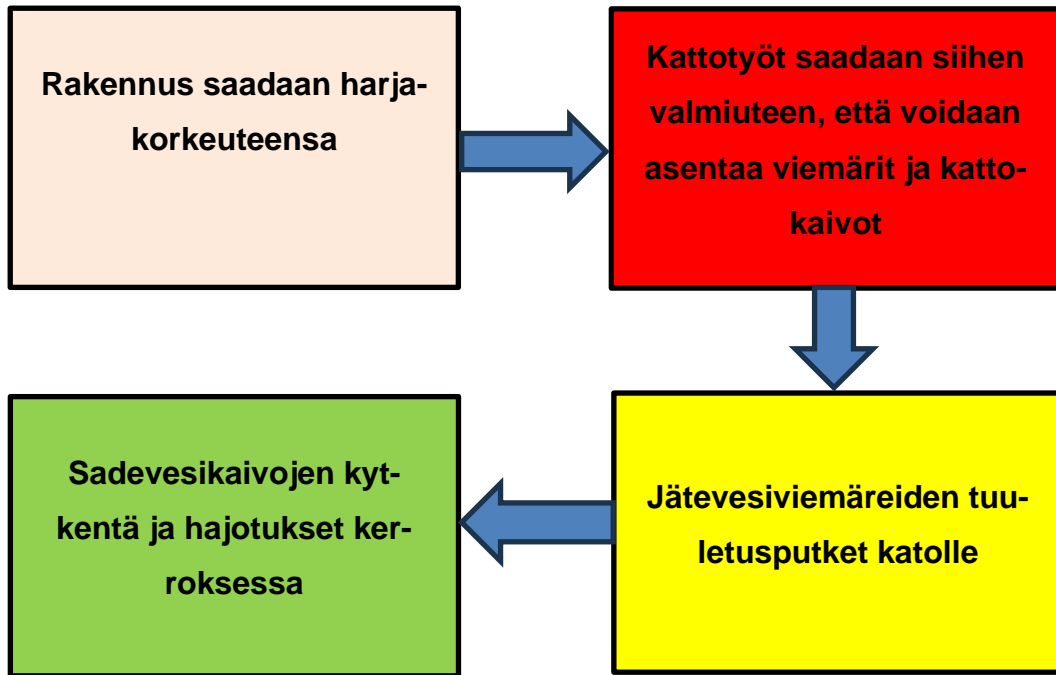 Rakennus saadaan harja-
korkeuteensa
Kattotyöt saadaan siihen
valmiuteen, että voidaan
asentaa viemärit ja katto-
kaivot
Jätevesiviemäreiden tuu-
letusputket katolle
Sadevesikaivojen kyt-
kentä ja hajotukset ker-
roksessa